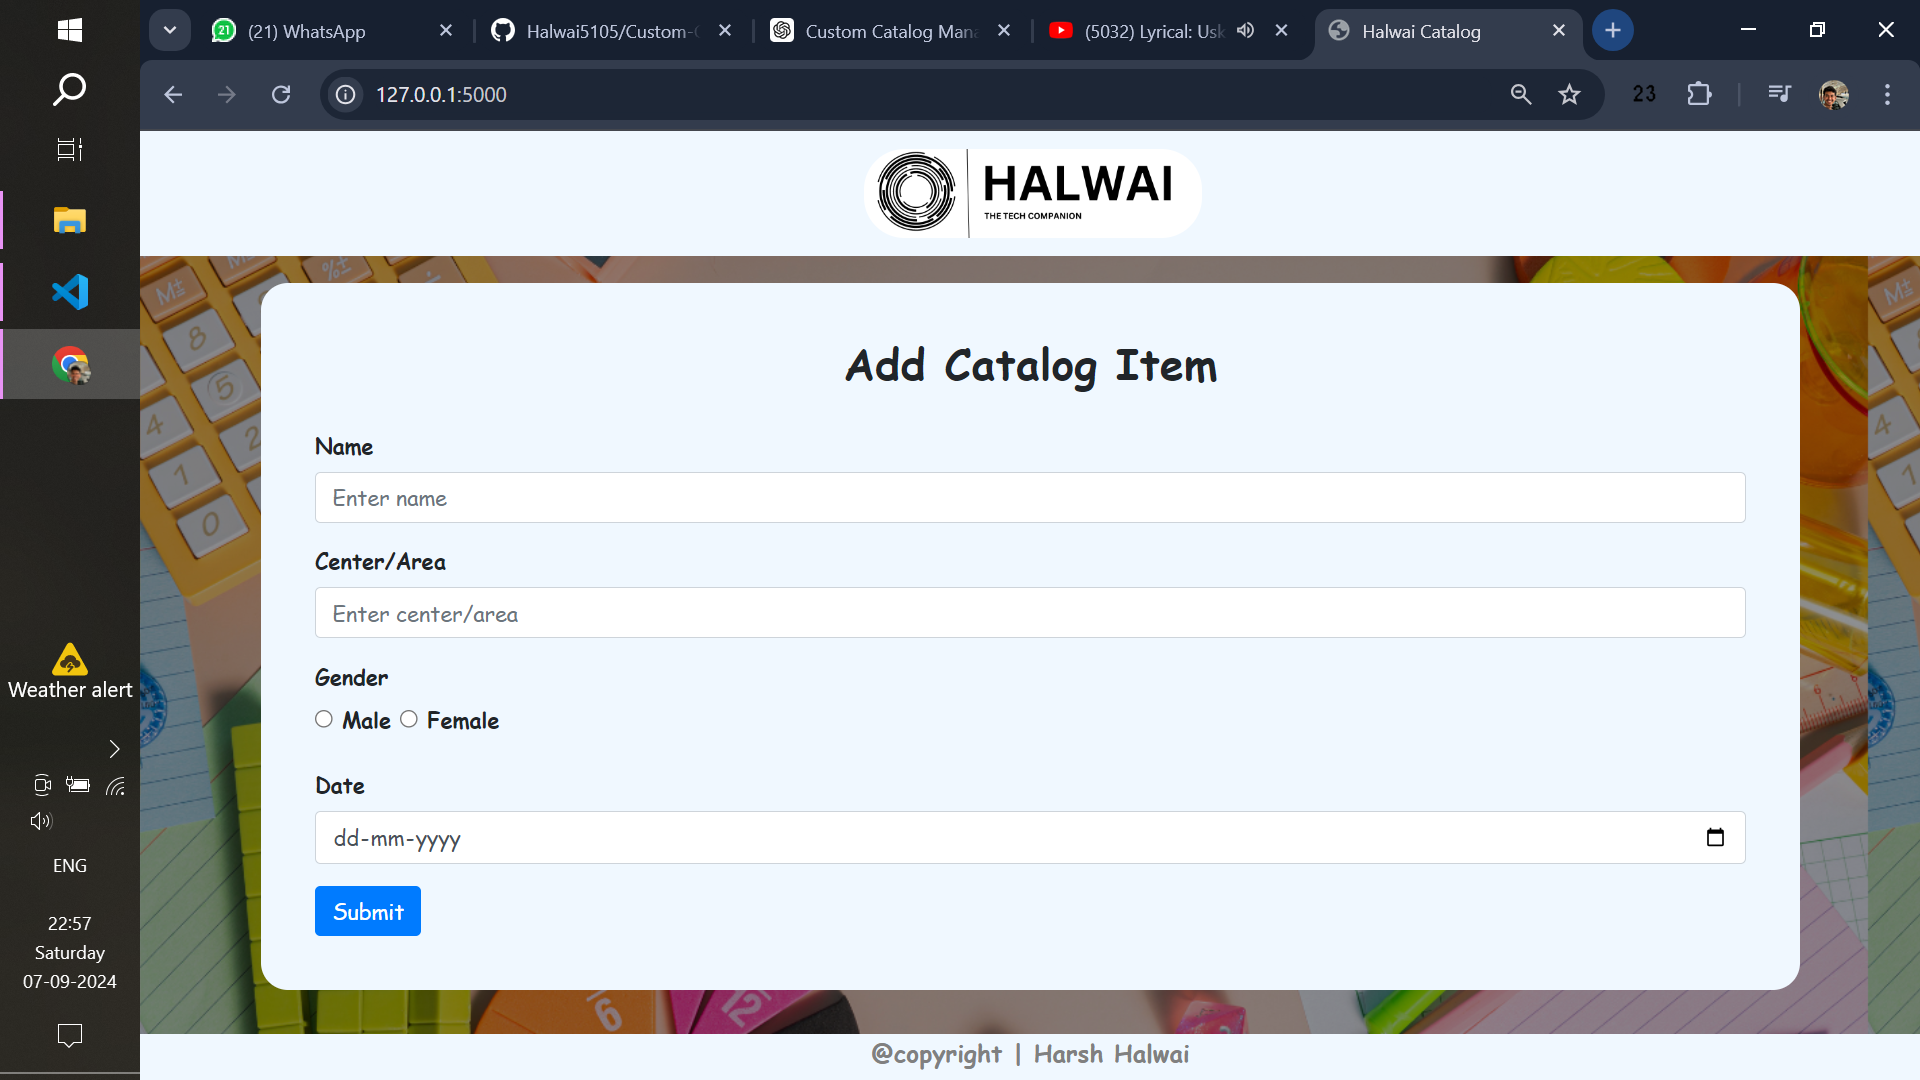 (21) WhatsApp
Halwai5105/Custom-
Custom Catalog Mana
(5032) Lyrical: Usk
Halwai Catalog
127.0.0.1:5000
23
HALWAI
THE TECH COMPANION
Add Catalog Item
Name
Enter name
Center/Area
Enter center/area
Gender
Male Female
Date
dd-mm-yyyy
Submit
@copyright | Harsh Halwai
Weather alert
ENG
22:57
Saturday
07-09-2024